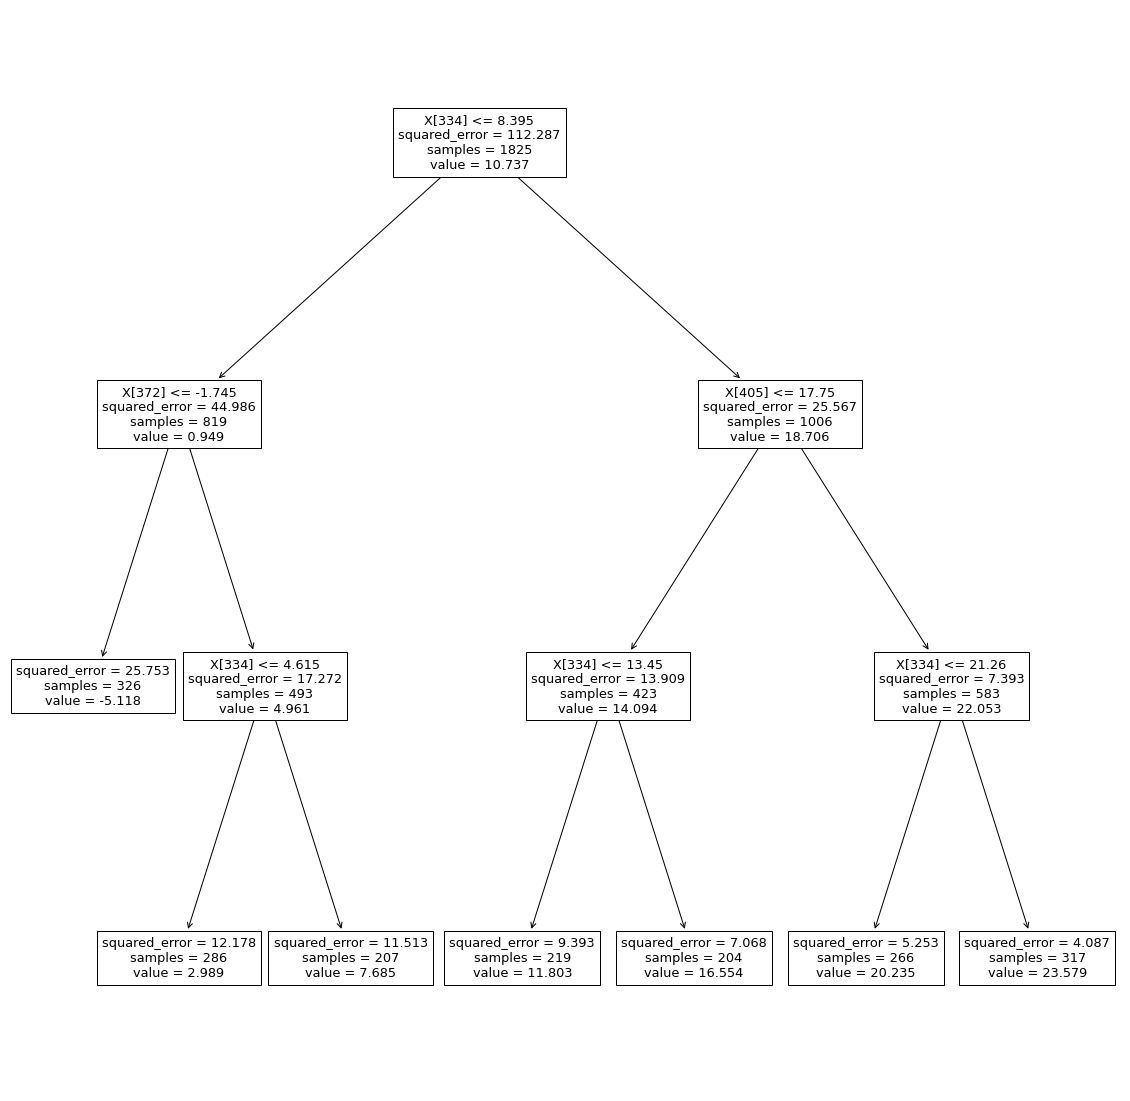 X[334] <= 8.395
squared_error = 112.287
samples = 1825
value = 10.737
X[372] <= -1.745
squared_error = 44.986
samples = 819
value = 0.949
X[405] <= 17.75
squared_error = 25.567
samples = 1006
value = 18.706
squared_error = 25.753
samples = 326
value = -5.118
X[334] <= 4.615
squared_error = 17.272
samples = 493
value = 4.961
X[334] <= 13.45
squared_error = 13.909
samples = 423
value = 14.094
X[334] <= 21.26
squared_error = 7.393
samples = 583
value = 22.053
squared_error = 12.178
samples = 286
value = 2.989
squared_error = 11.513
samples = 207
value = 7.685
squared_error = 9.393
samples = 219
value = 11.803
squared_error = 7.068
samples = 204
value = 16.554
squared_error = 5.253
samples = 266
value = 20.235
squared_error = 4.087
samples = 317
value = 23.579